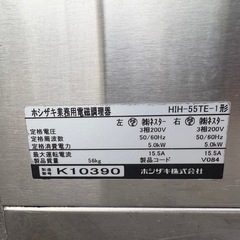 ホシザキ業務用電磁調理器 HIH-55TE-1形
左 ㈱ネスター 右 ㈱ネスター
定格電圧 3相200V 3相200V
定格周波数 50/60Hz 50/60Hz
定格消費電力 5.0kW 5.0kW
最大運転電流 15.5A 15.5A
製品質量 56kg 製品コード V084
K10390 ホシザキ株式会社